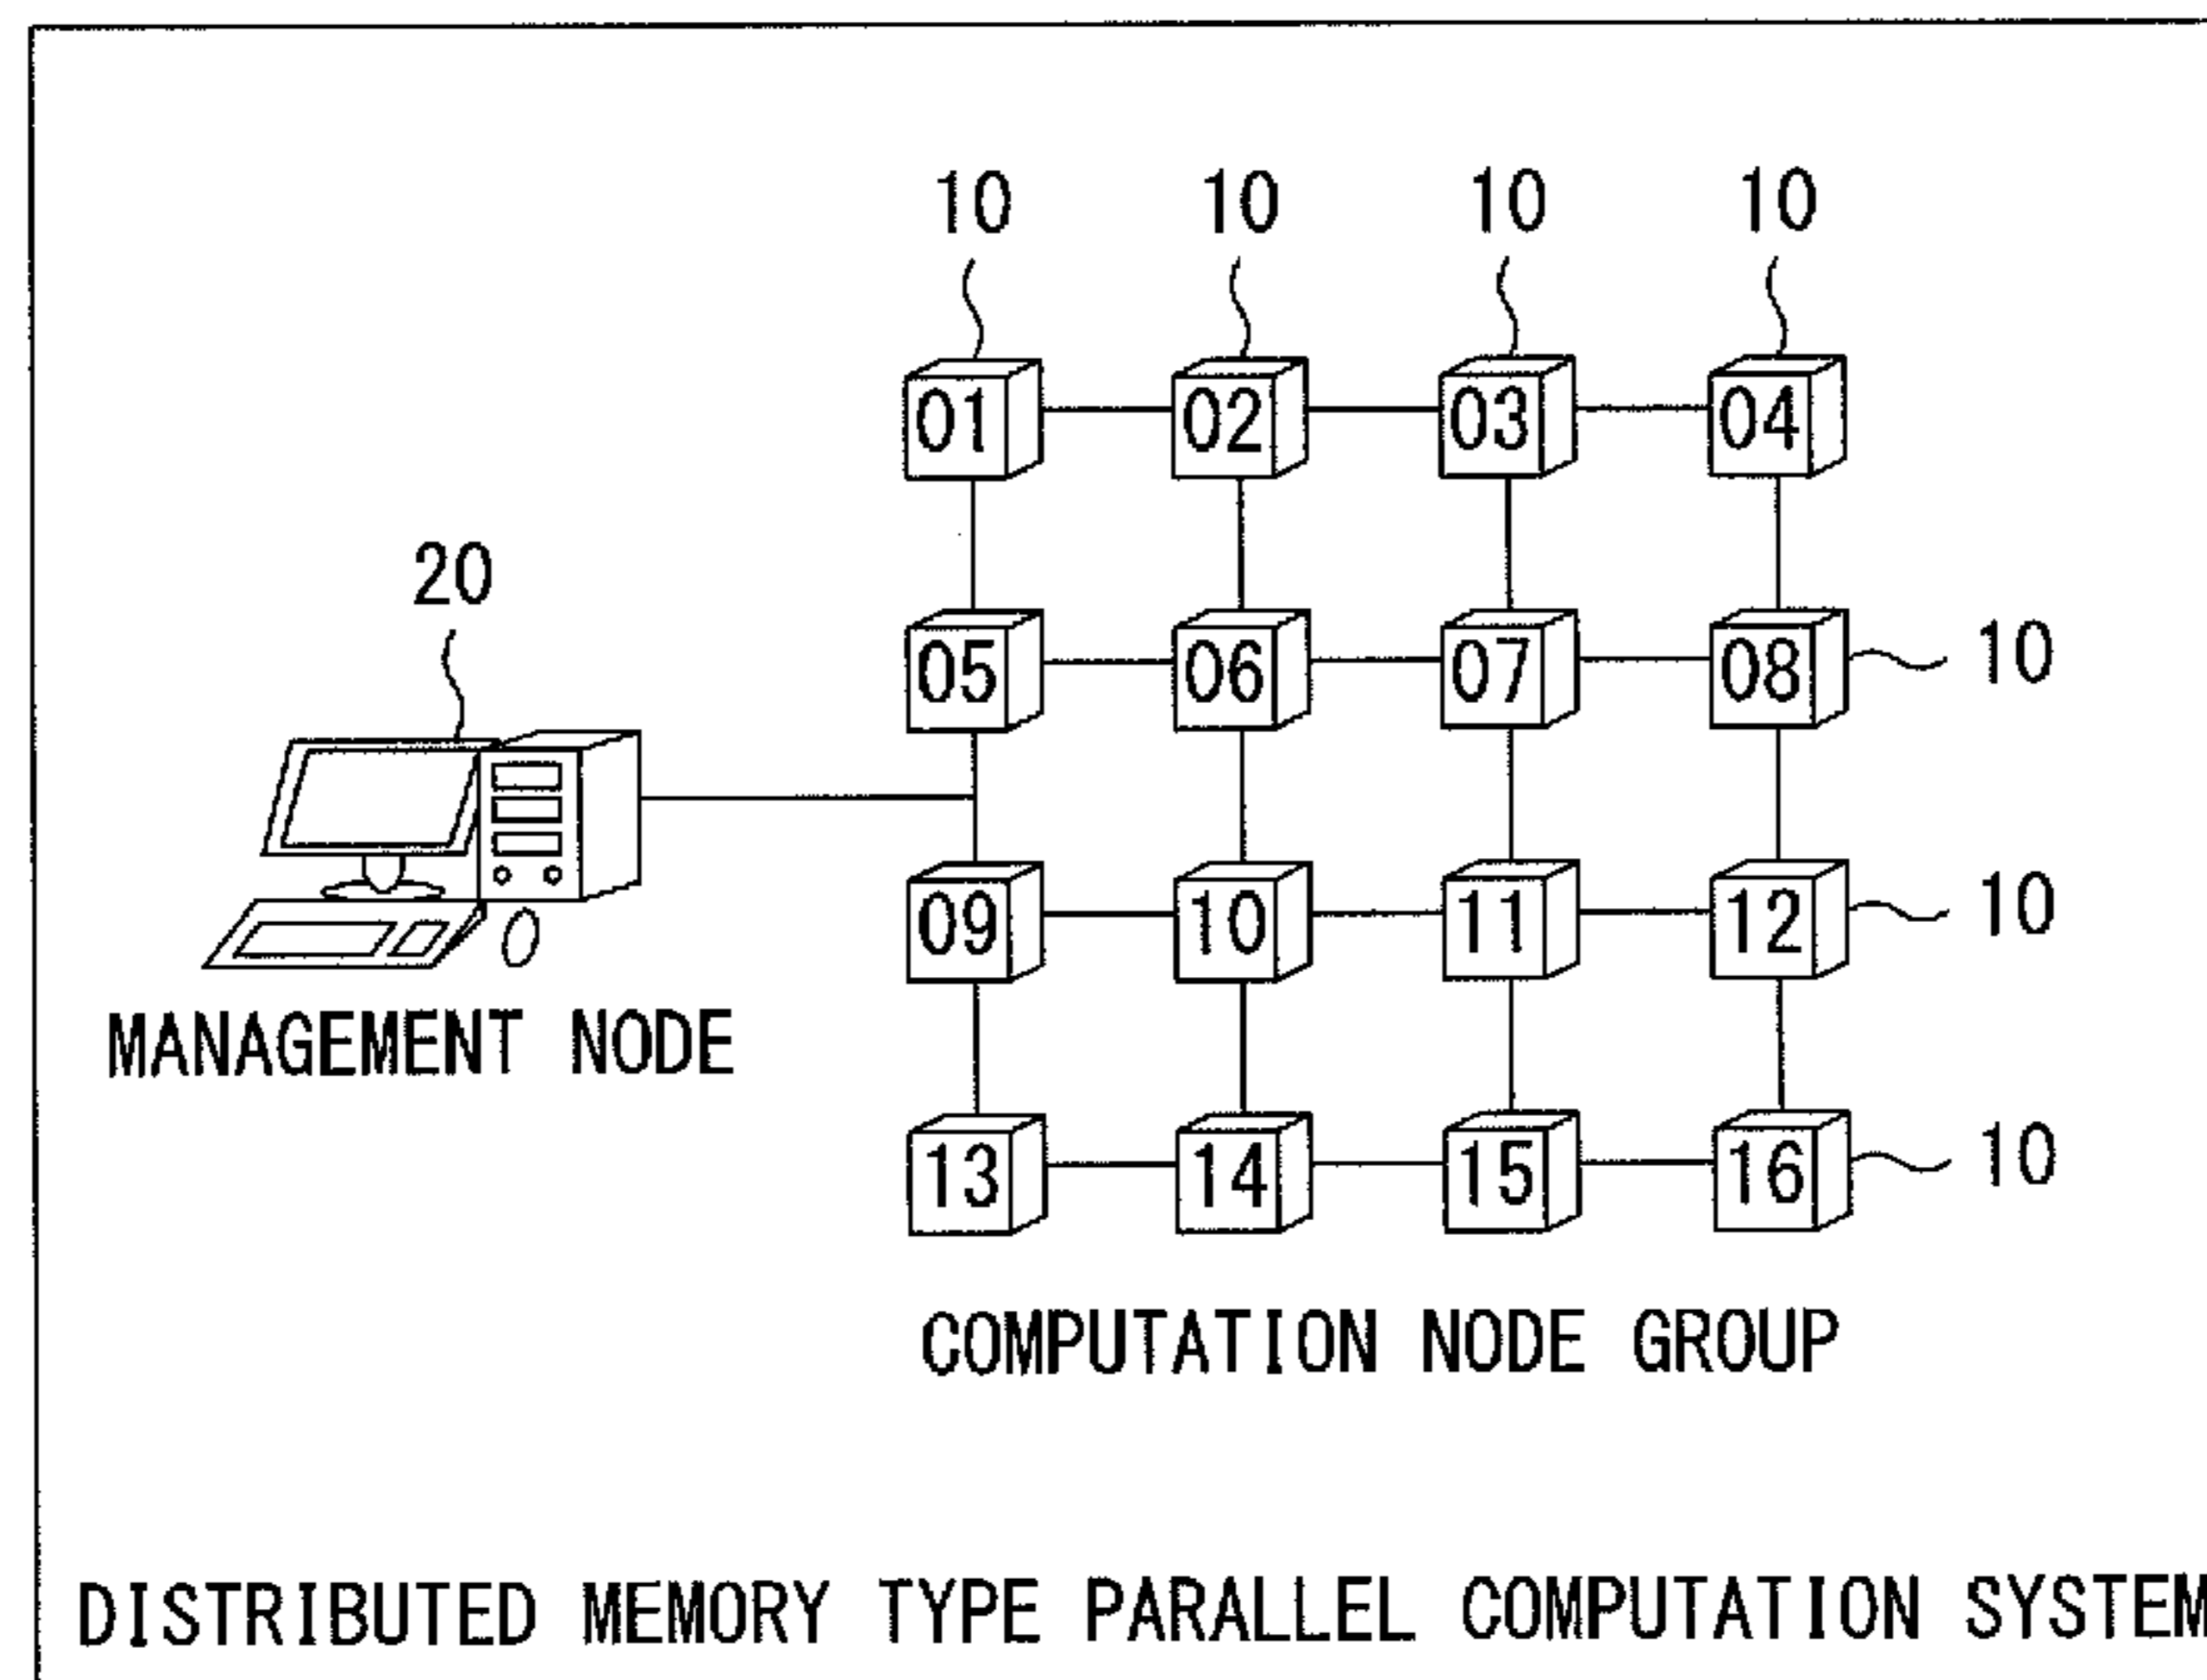 10 10 10 10
01 02 03 04
20
05 06 07 08 10
09 10 11 12 10
MANAGEMENT NODE
13 14 15 16 10
COMPUTATION NODE GROUP
DISTRIBUTED MEMORY TYPE PARALLEL COMPUTATION SYSTEM